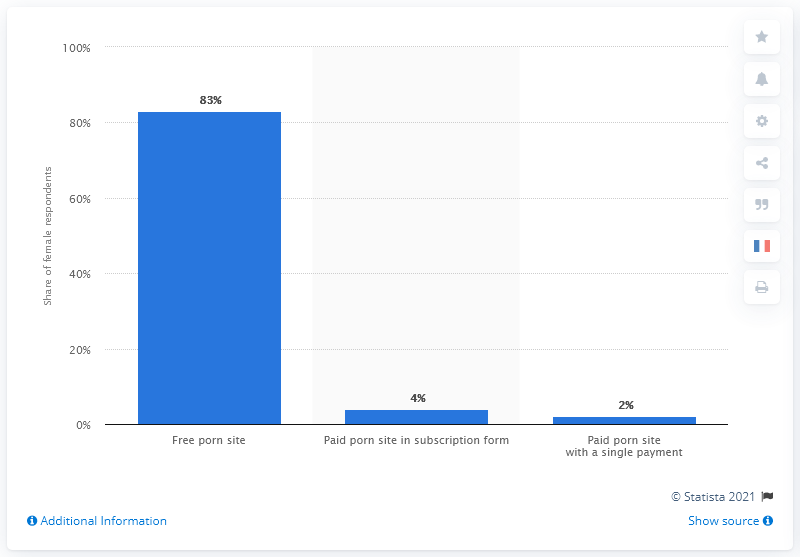 100%
80%
60%
40%
20%
0%
Share of female respondents
83%
4%
2%
Free porn site
Paid porn site in subscription form
Paid porn site
with a single payment
© Statista 2021
Additional Information
Show source